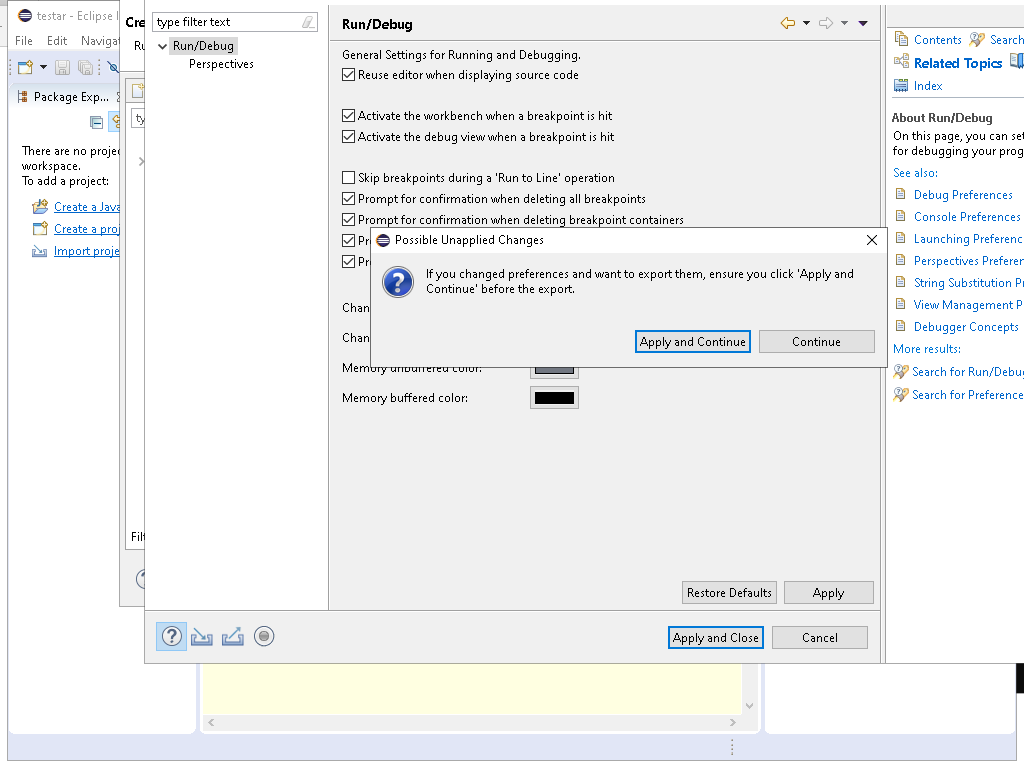 testar - Eclipse I
File Edit Navigat
Package Exp...
There are no projec
workspace.
To add a project:
Create a Java
Create a proj
Import proje
Cre
Ru
ty
Filt
type filter text
Run/Debug
Perspectives
Run/Debug
General Settings for Running and Debugging.
Reuse editor when displaying source code
Activate the workbench when a breakpoint is hit
Activate the debug view when a breakpoint is hit
Skip breakpoints during a 'Run to Line' operation
Prompt for confirmation when deleting all breakpoints
Prompt for confirmation when deleting breakpoint containers
Pr
Pr
Chan
Chan
Memory unbuffered color:
Memory buffered color:
Restore Defaults Apply
Apply and Close Cancel
Possible Unapplied Changes
If you changed preferences and want to export them, ensure you click 'Apply and
Continue' before the export.
Apply and Continue Continue
Contents Search
Related Topics
Index
About Run/Debug
On this page, you can set
for debugging your prog
See also:
Debug Preferences
Console Preferences
Launching Preferenc
Perspectives Preferen
String Substitution Pr
View Management P
Debugger Concepts
More results:
Search for Run/Debug
Search for Preference